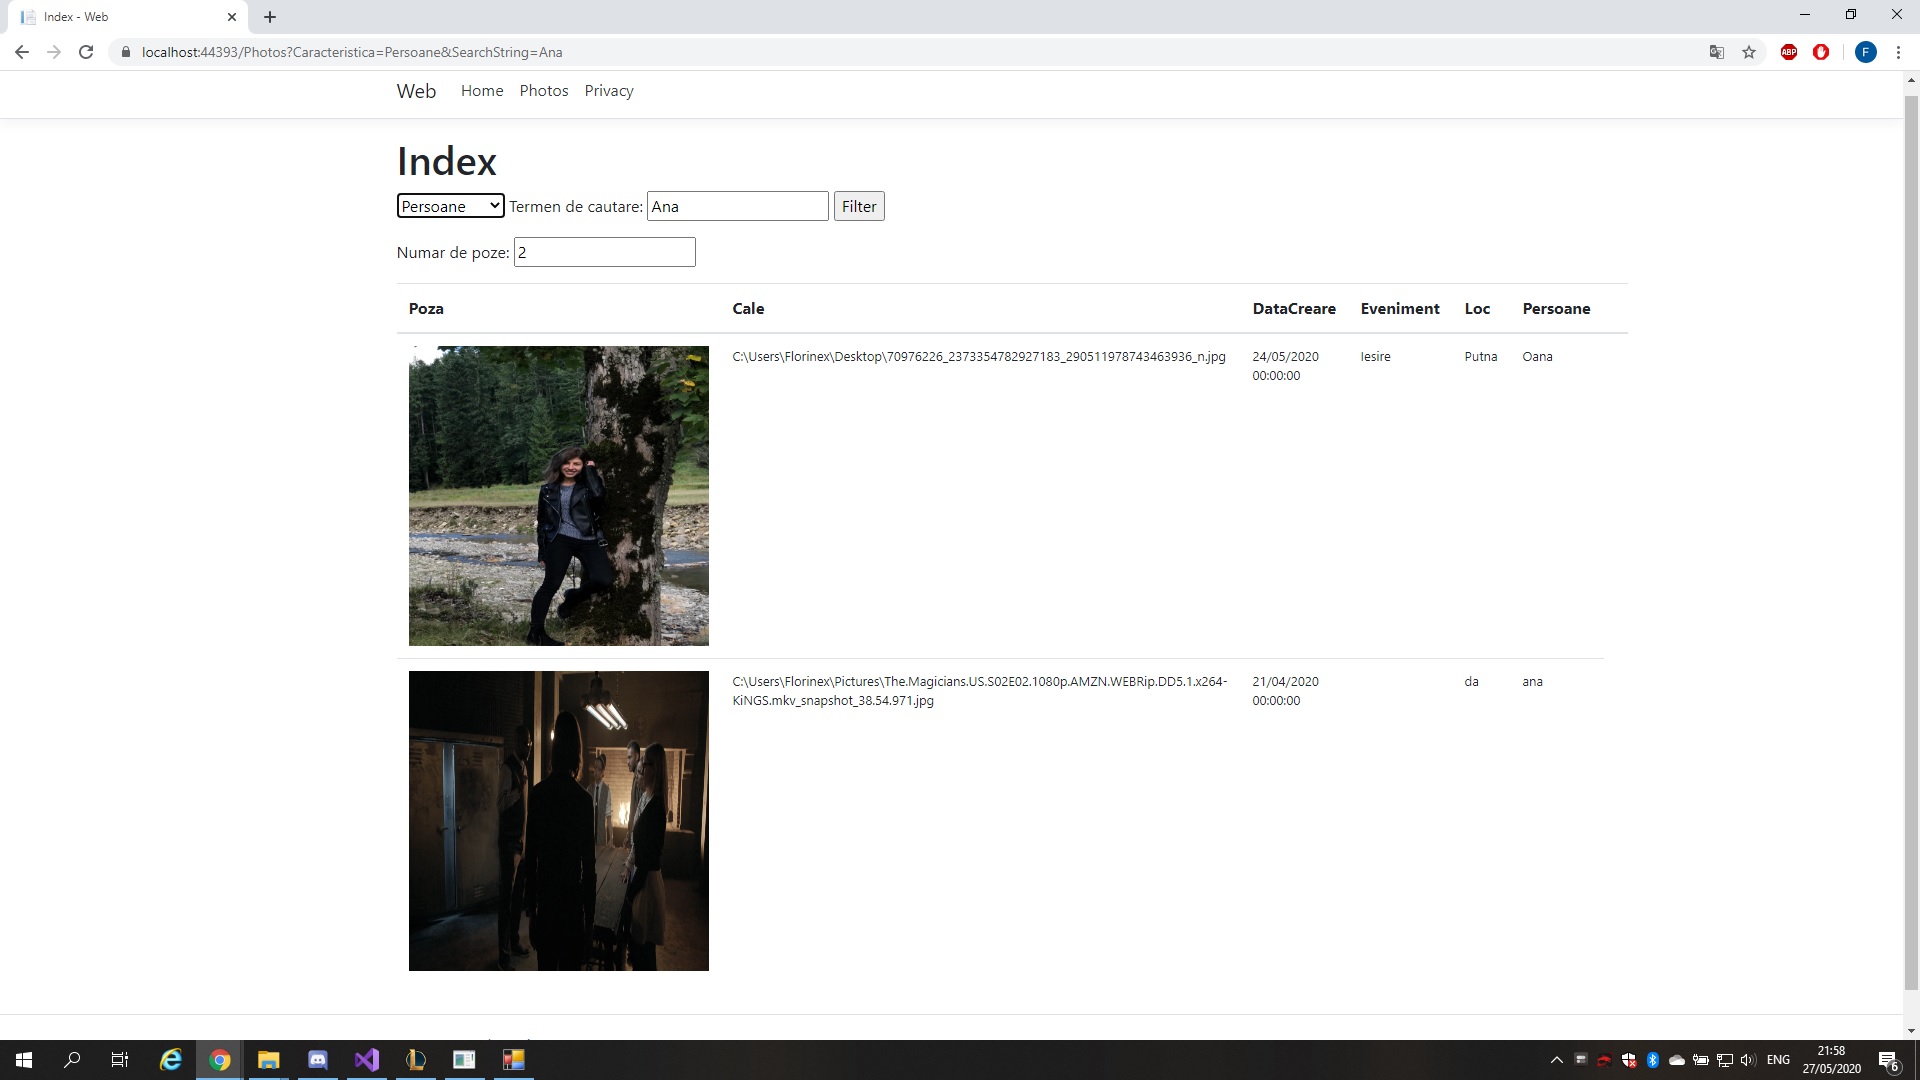 Index - Web
localhost:44393/Photos?Caracteristica=Persoane&SearchString=Ana
ABP
F
Web Home Photos Privacy
Index
Persoane Termen de cautare: Ana Filter
Numar de poze: 2
Poza Cale DataCreare Eveniment Loc Persoane
C:\Users\Florinex\Desktop\70976226_2373354782927183_290511978743463936_n.jpg 24/05/2020 Iesire Putna Oana
00:00:00
C:\Users\Florinex\Pictures\The.Magicians.US.S02E02.1080p.AMZN.WEBRip.DD5.1.x264- 21/04/2020 da ana
KiNGS.mkv_snapshot_38.54.971.jpg 00:00:00
ENG
21:58
27/05/2020
6